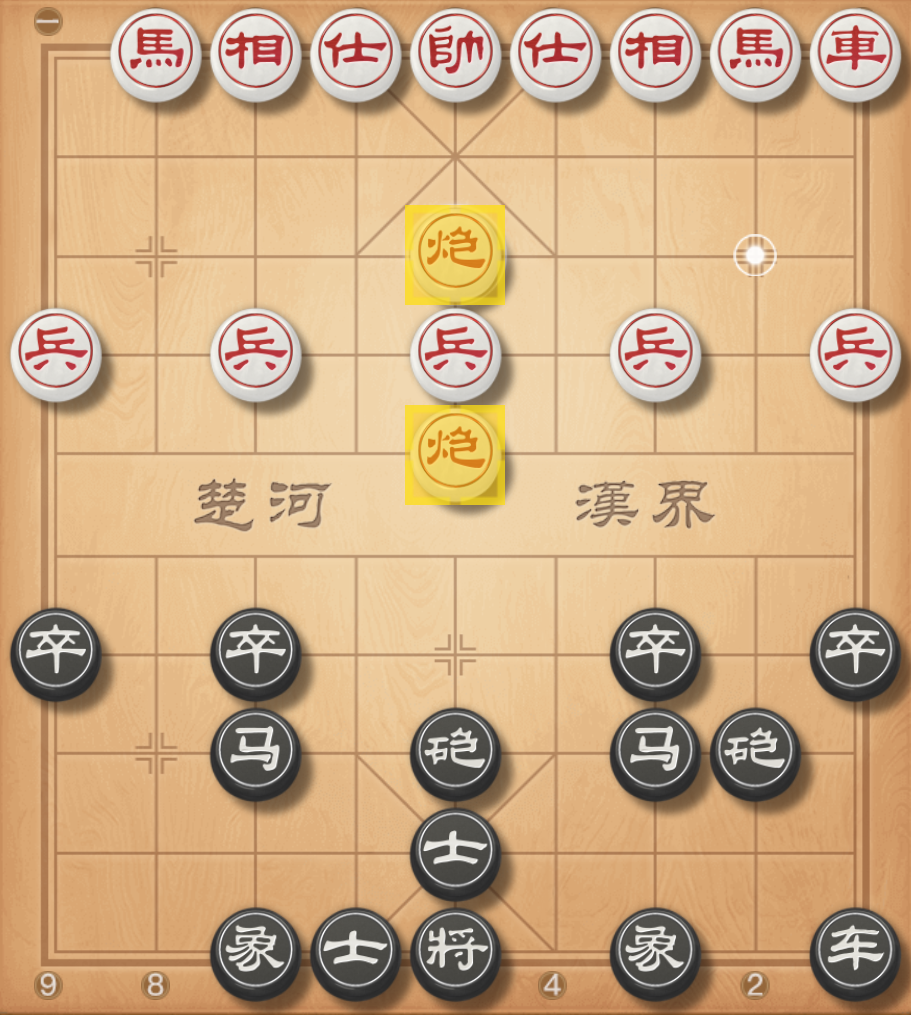 一
馬 相 仕 帥 仕 相 馬 車
炮
兵 兵 兵 兵 兵
炮
楚河 漢界
卒 卒 卒 卒
马 砲 马 砲
士
象 士 將 象 车
9 8 4 2